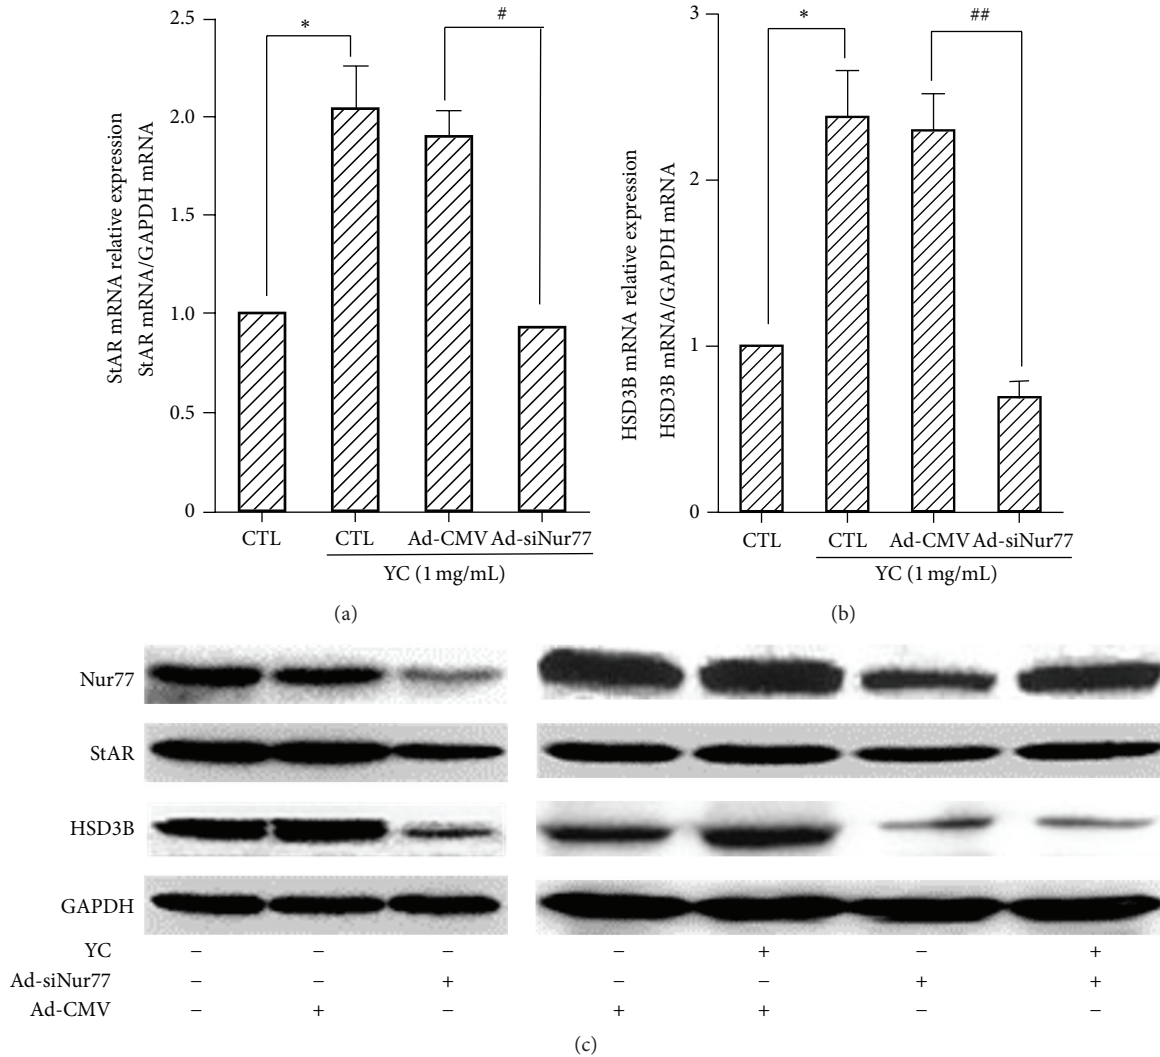 StAR mRNA relative expression
StAR mRNA/GAPDH mRNA
2.5
2.0
1.5
1.0
0.5
0
*
#
CTL
CTL
Ad-CMV Ad-siNur77
YC (1 mg/mL)
(a)
HSD3B mRNA relative expression
HSD3B mRNA/GAPDH mRNA
3
2
1
0
*
##
CTL
CTL
Ad-CMV Ad-siNur77
YC (1 mg/mL)
(b)
Nur77
StAR
HSD3B
GAPDH
YC − − − − + − +
Ad-siNur77 − − + − − + +
Ad-CMV − + − + + − −
(c)